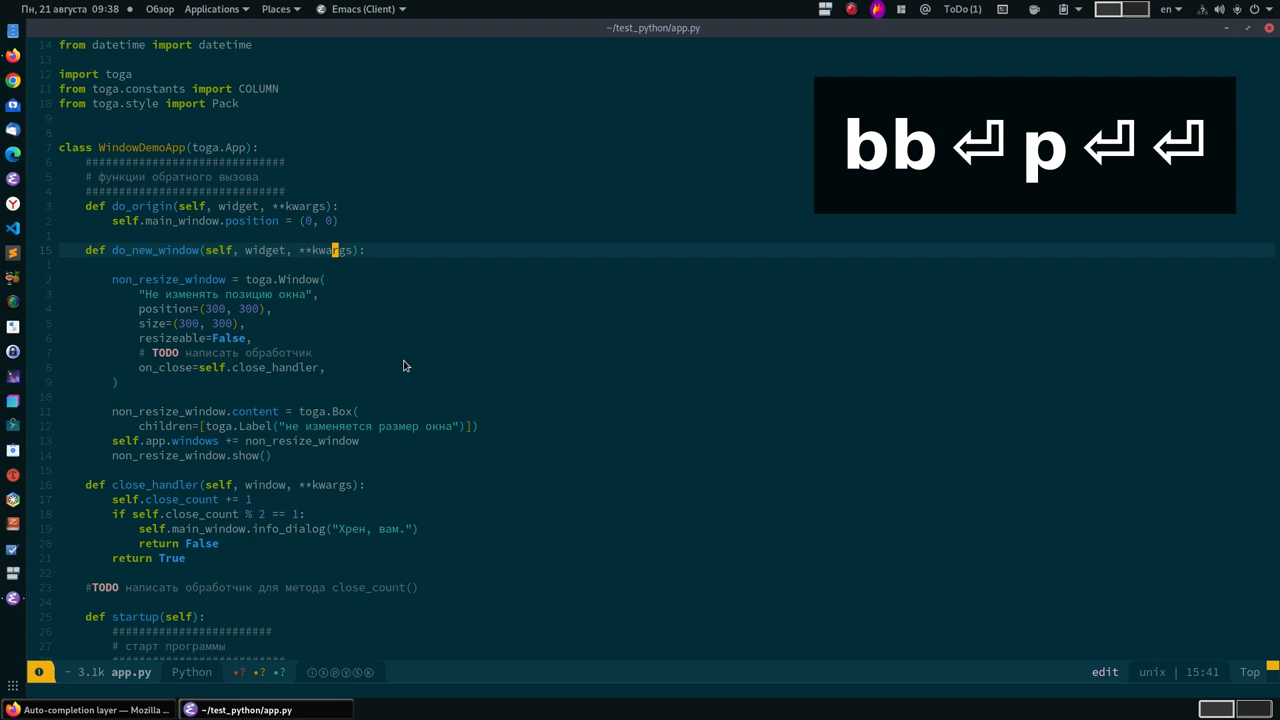 Пн, 21 августа 09:38 Обзор Applications Places Emacs (Client) @ ToDo (1) en
~/test_python/app.py
14 from datetime import datetime
13
12 import toga
11 from toga.constants import COLUMN
10 from toga.style import Pack
9
8
7 class WindowDemoApp(toga.App):
6 ##############################
5 # функции обратного вызова
4 ##############################
3 def do_origin(self, widget, **kwargs):
2 self.main_window.position = (0, 0)
1
15 def do_new_window(self, widget, **kwargs):
1
2 non_resize_window = toga.Window(
3 "Не изменять позицию окна",
4 position=(300, 300),
5 size=(300, 300),
6 resizeable=False,
7 # TODO написать обработчик
8 on_close=self.close_handler,
9 )
10
11 non_resize_window.content = toga.Box(
12 children=[toga.Label("не изменяется размер окна")])
13 self.app.windows += non_resize_window
14 non_resize_window.show()
15
16 def close_handler(self, window, **kwargs):
17 self.close_count += 1
18 if self.close_count % 2 == 1:
19 self.main_window.info_dialog("Хрен, вам.")
20 return False
21 return True
22
23 #TODO написать обработчик для метода close_count()
24
25 def startup(self):
26 ########################
27 # старт программы
bb ⏎ p ⏎ ⏎
- 3.1k app.py Python •? •? •? ⓘⓢⓟⓨⓢⓚ edit unix | 15:41 Top
Auto-completion layer — Mozilla ... ~/test_python/app.py